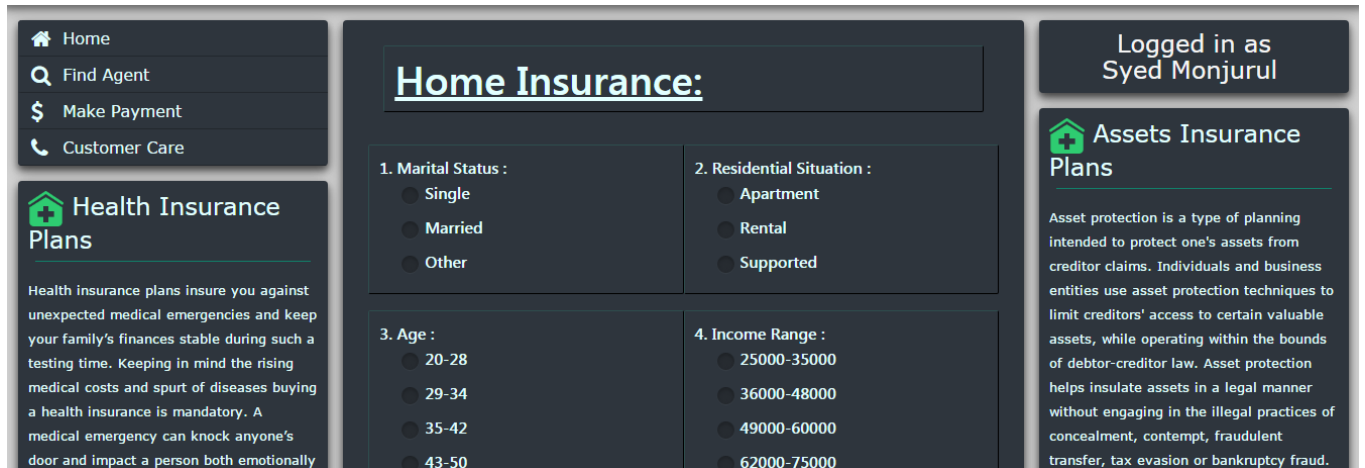 Home
Find Agent
Make Payment
Customer Care
Health Insurance
Plans
Health insurance plans insure you against
unexpected medical emergencies and keep
your family’s finances stable during such a
testing time. Keeping in mind the rising
medical costs and spurt of diseases buying
a health insurance is mandatory. A
medical emergency can knock anyone’s
door and impact a person both emotionally
Home Insurance:
1. Marital Status :
Single
Married
Other
2. Residential Situation :
Apartment
Rental
Supported
3. Age :
20-28
29-34
35-42
43-50
4. Income Range :
25000-35000
36000-48000
49000-60000
62000-75000
Logged in as
Syed Monjurul
Assets Insurance
Plans
Asset protection is a type of planning
intended to protect one's assets from
creditor claims. Individuals and business
entities use asset protection techniques to
limit creditors' access to certain valuable
assets, while operating within the bounds
of debtor-creditor law. Asset protection
helps insulate assets in a legal manner
without engaging in the illegal practices of
concealment, contempt, fraudulent
transfer, tax evasion or bankruptcy fraud.